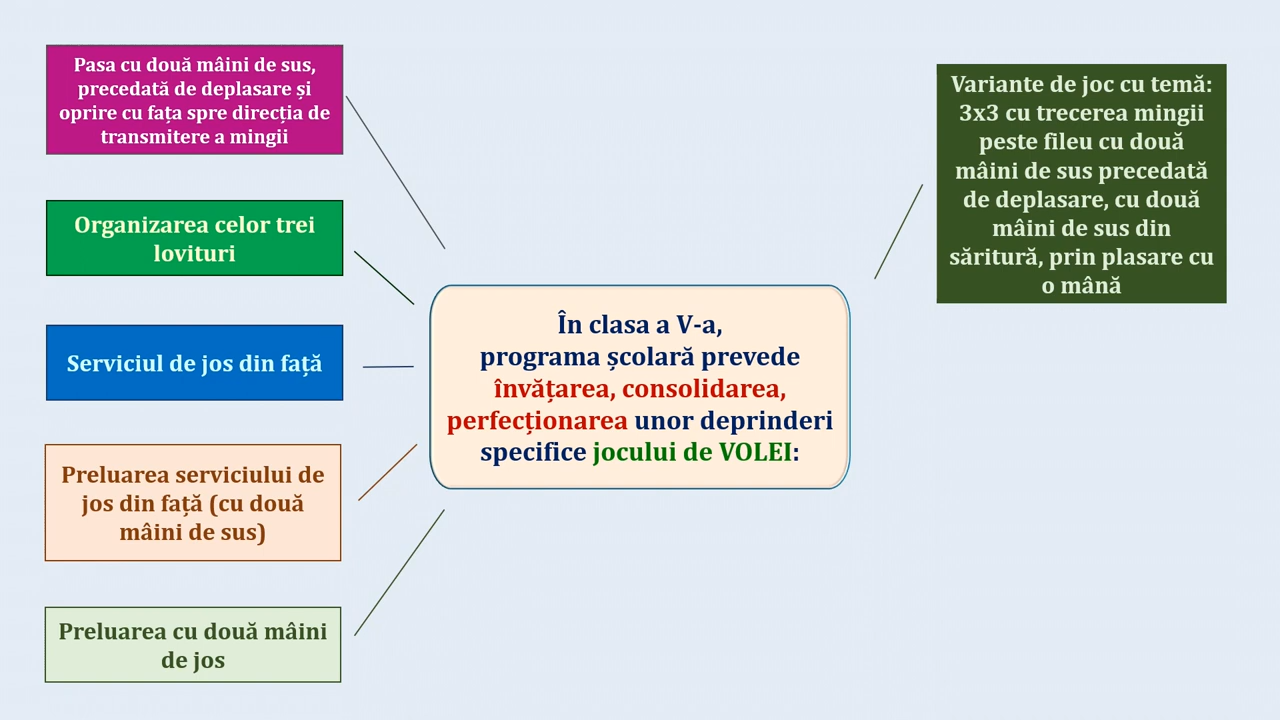 Pasa cu două mâini de sus,
precedată de deplasare și
oprire cu fața spre direcția de
transmitere a mingii
Organizarea celor trei
lovituri
Serviciul de jos din față
Preluarea serviciului de
jos din față (cu două
mâini de sus)
Preluarea cu două mâini
de jos
În clasa a V-a,
programa școlară prevede
învățarea, consolidarea,
perfecționarea unor deprinderi
specifice jocului de VOLEI:
Variante de joc cu temă:
3x3 cu trecerea mingii
peste fileu cu două
mâini de sus precedată
de deplasare, cu două
mâini de sus din
săritură, prin plasare cu
o mână